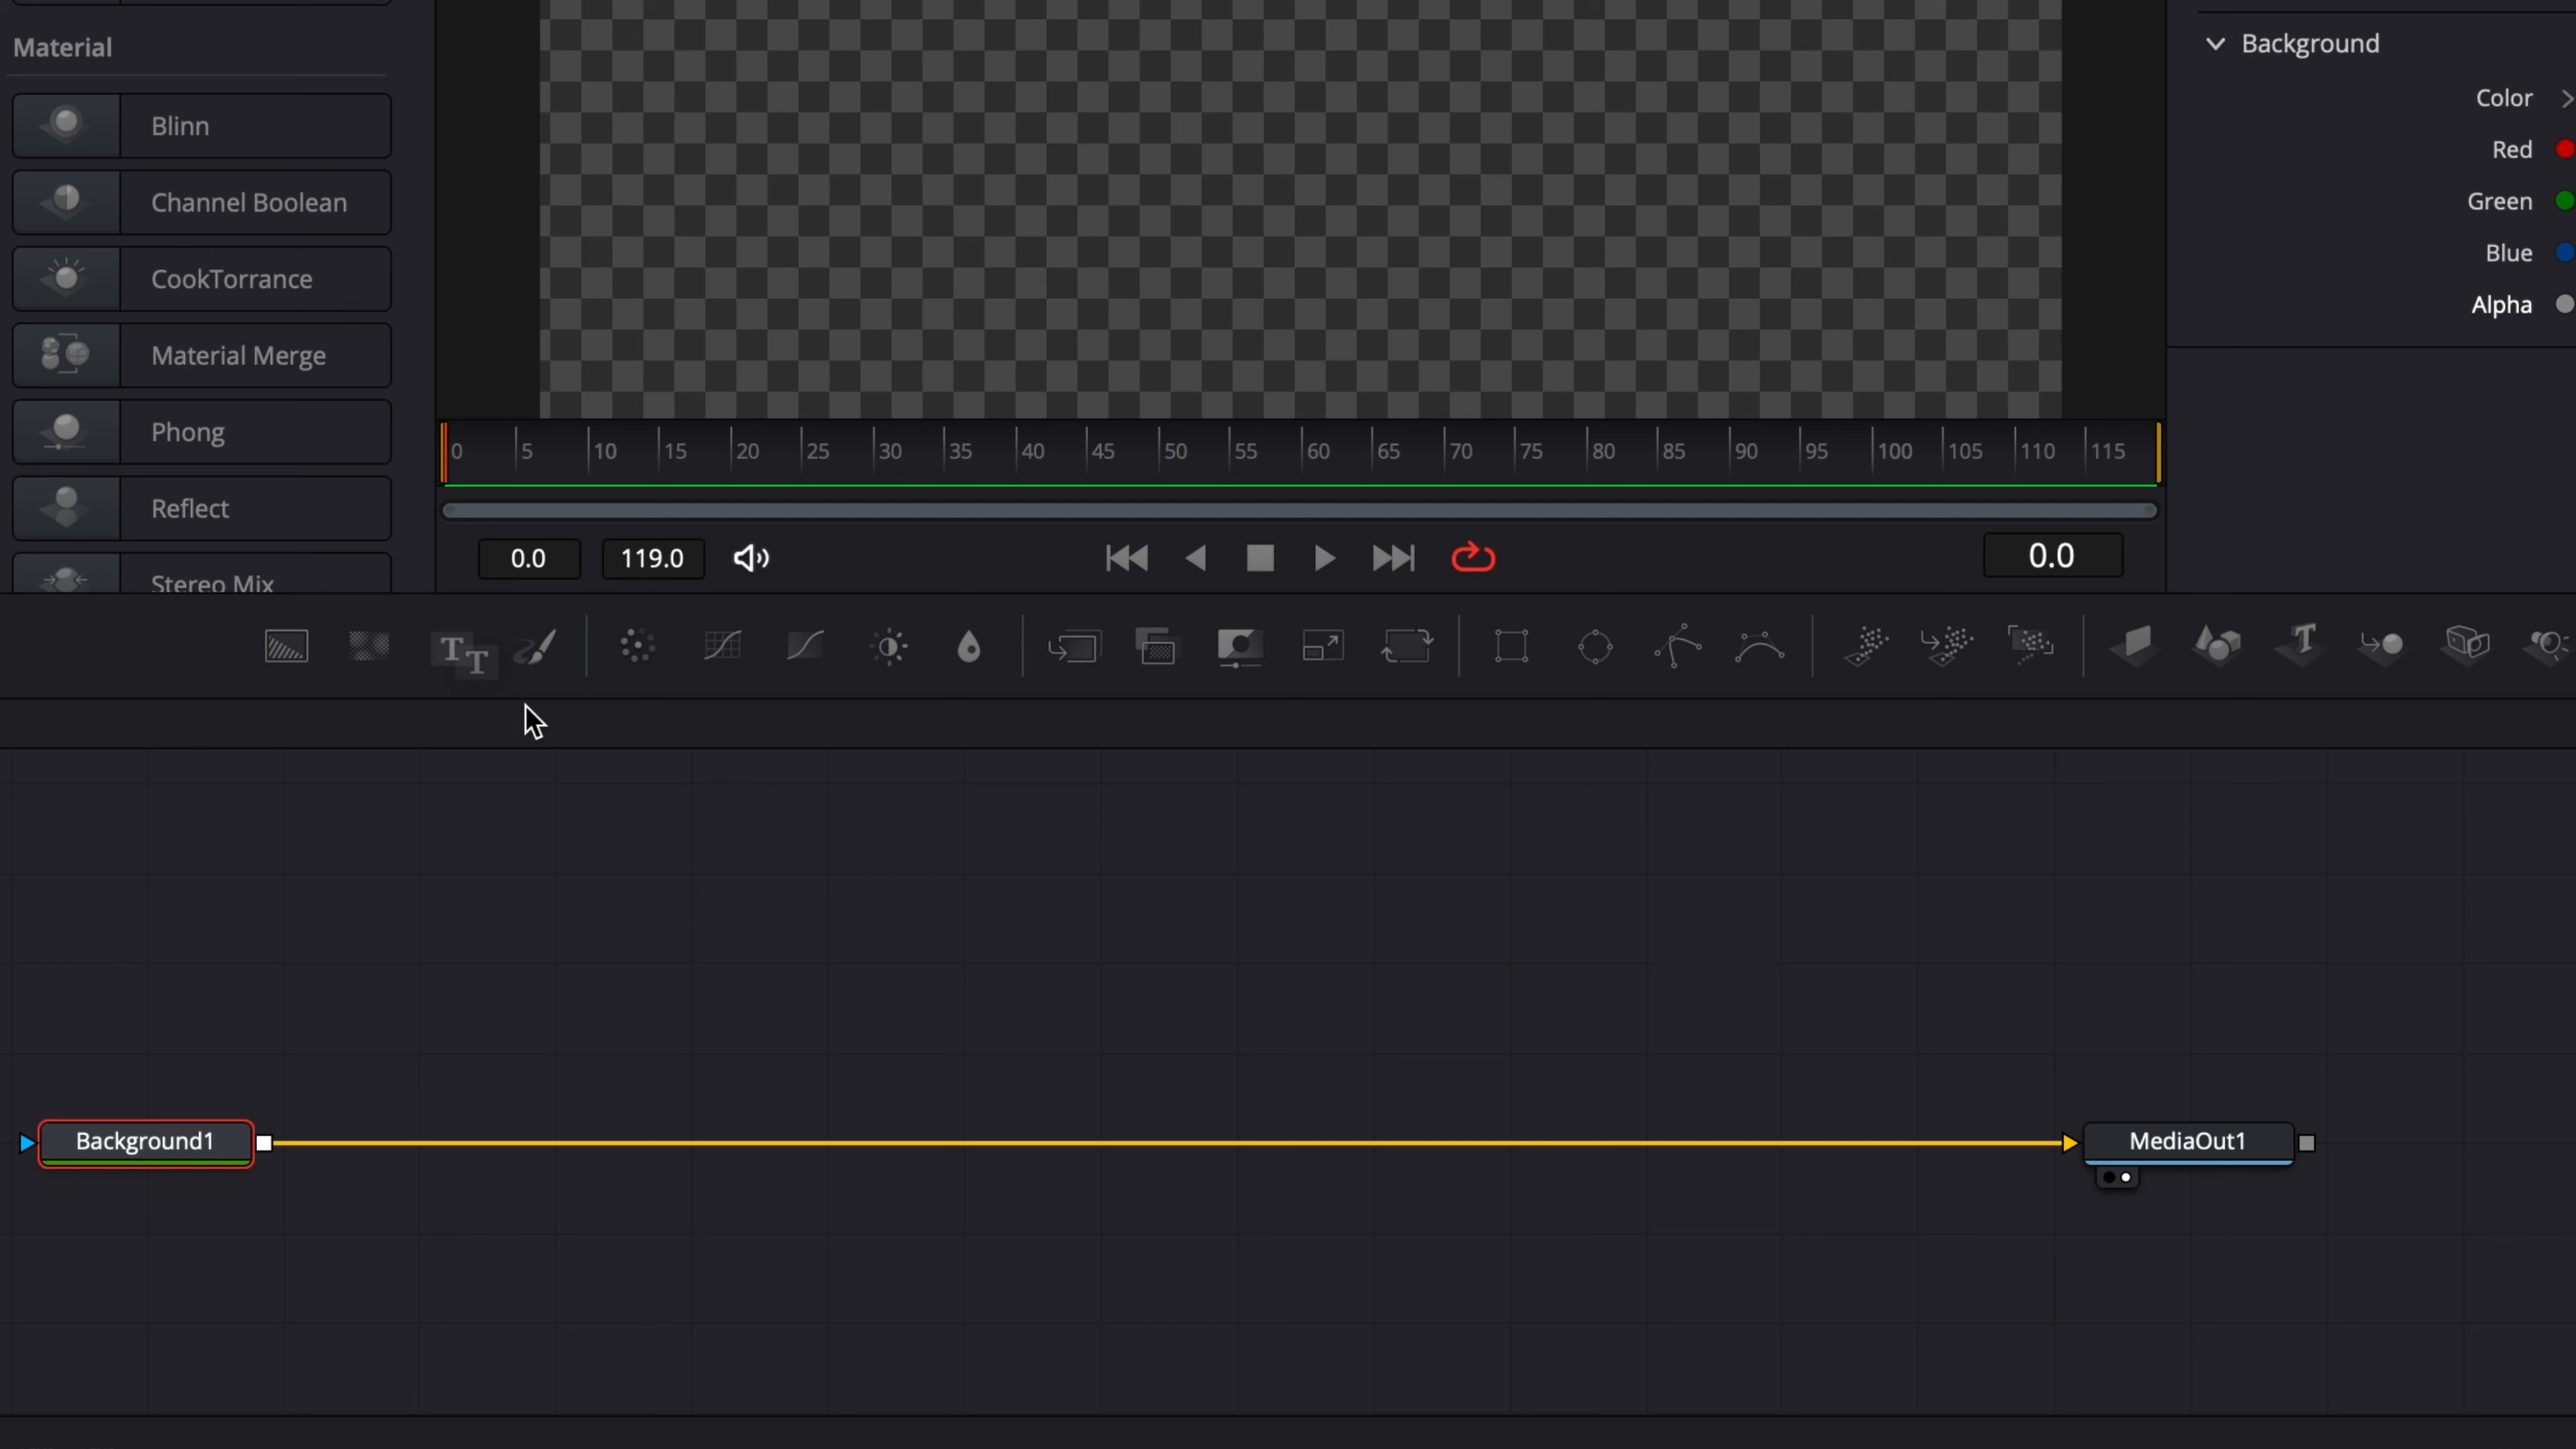 Material
Blinn
Channel Boolean
CookTorrance
Material Merge
Phong
Reflect
Stereo Mix
Background
Color
Red
Green
Blue
Alpha
0 5 10 15 20 25 30 35 40 45 50 55 60 65 70 75 80 85 90 95 100 105 110 115
0.0 119.0 0.0
T T T
Background1
MediaOut1